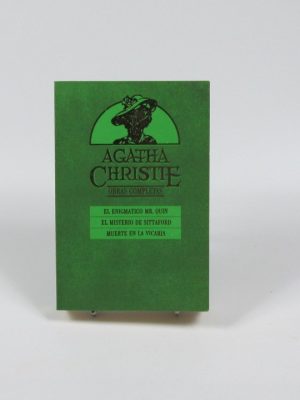 AGATHA
CHRISTIE
OBRAS COMPLETAS
EL ENIGMATICO MR. QUIN
EL MISTERIO DE SITTAFORD
MUERTE EN LA VICARIA